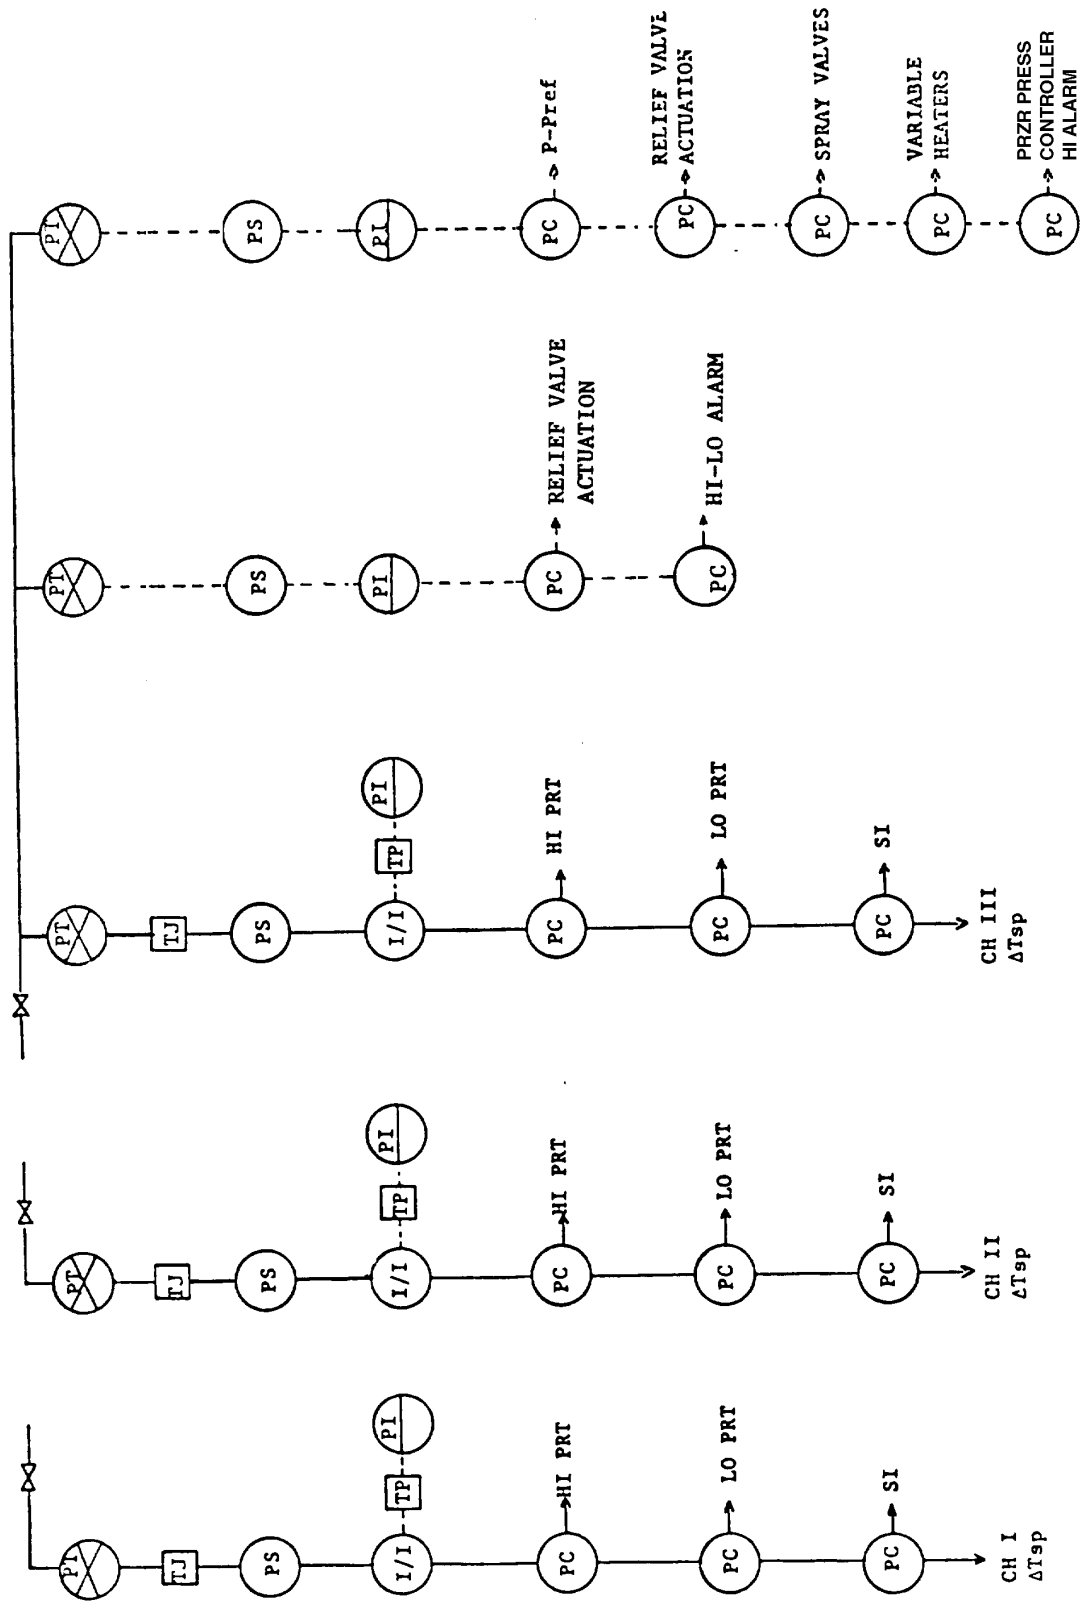 PT
TJ
PS
I/I
TP
PI
PC
HI PRT
PC
LO PRT
PC
SI
CH I
ΔTsp
PT
TJ
PS
I/I
TP
PI
PC
HI PRT
PC
LO PRT
PC
SI
CH II
ΔTsp
PT
TJ
PS
I/I
TP
PI
PC
HI PRT
PC
LO PRT
PC
SI
CH III
ΔTsp
PT
PS
PI
PC
RELIEF VALVE
ACTUATION
PC
HI-LO ALARM
PT
PS
PI
PC
P-Pref
PC
RELIEF VALVE
ACTUATION
PC
SPRAY VALVES
PC
VARIABLE
HEATERS
PC
PRZR PRESS
CONTROLLER
HI ALARM